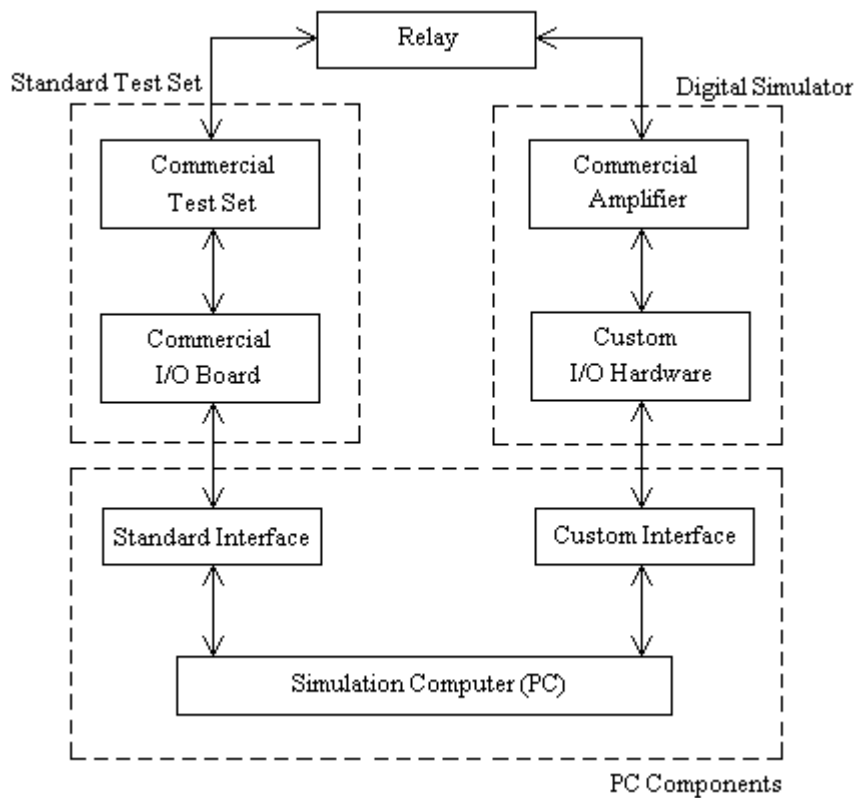 Relay
Standard Test Set
Digital Simulator
Commercial
Test Set
Commercial
Amplifier
Commercial
I/O Board
Custom
I/O Hardware
Standard Interface
Custom Interface
Simulation Computer (PC)
PC Components